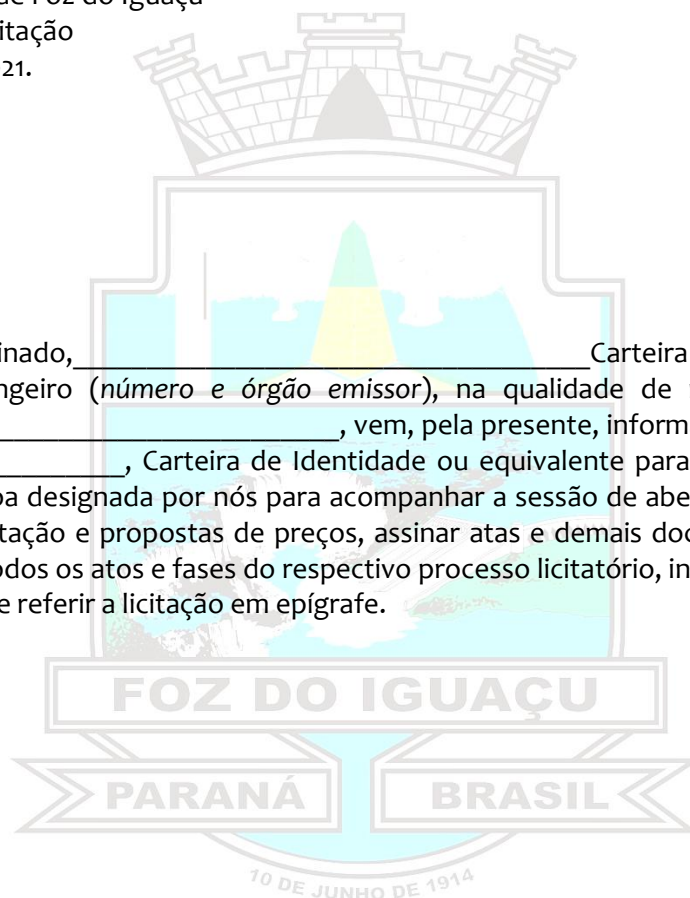 de Foz do Iguaçu
itação
21.
inado,___________________________________Carteira
ngeiro (número e órgão emissor), na qualidade de
_______________________, vem, pela presente, inform
_________, Carteira de Identidade ou equivalente para
oa designada por nós para acompanhar a sessão de abe
tação e propostas de preços, assinar atas e demais doc
odos os atos e fases do respectivo processo licitatório, in
e referir a licitação em epígrafe.
FOZ DO IGUAÇU
PARANÁ BRASIL
10 DE JUNHO DE 1914